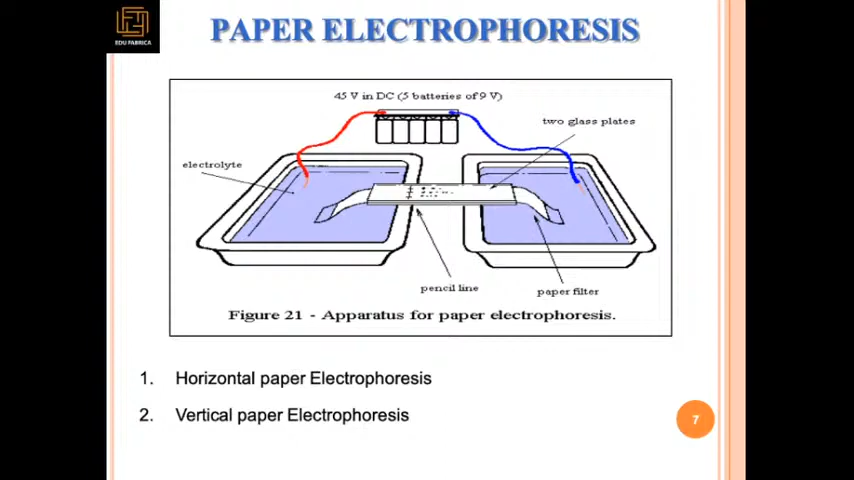 EDU FABRICA
PAPER ELECTROPHORESIS
45 V in DC (5 batteries of 9 V)
two glass plates
electrolyte
pencil line
paper filter
Figure 21 - Apparatus for paper electrophoresis.
1. Horizontal paper Electrophoresis
2. Vertical paper Electrophoresis
7